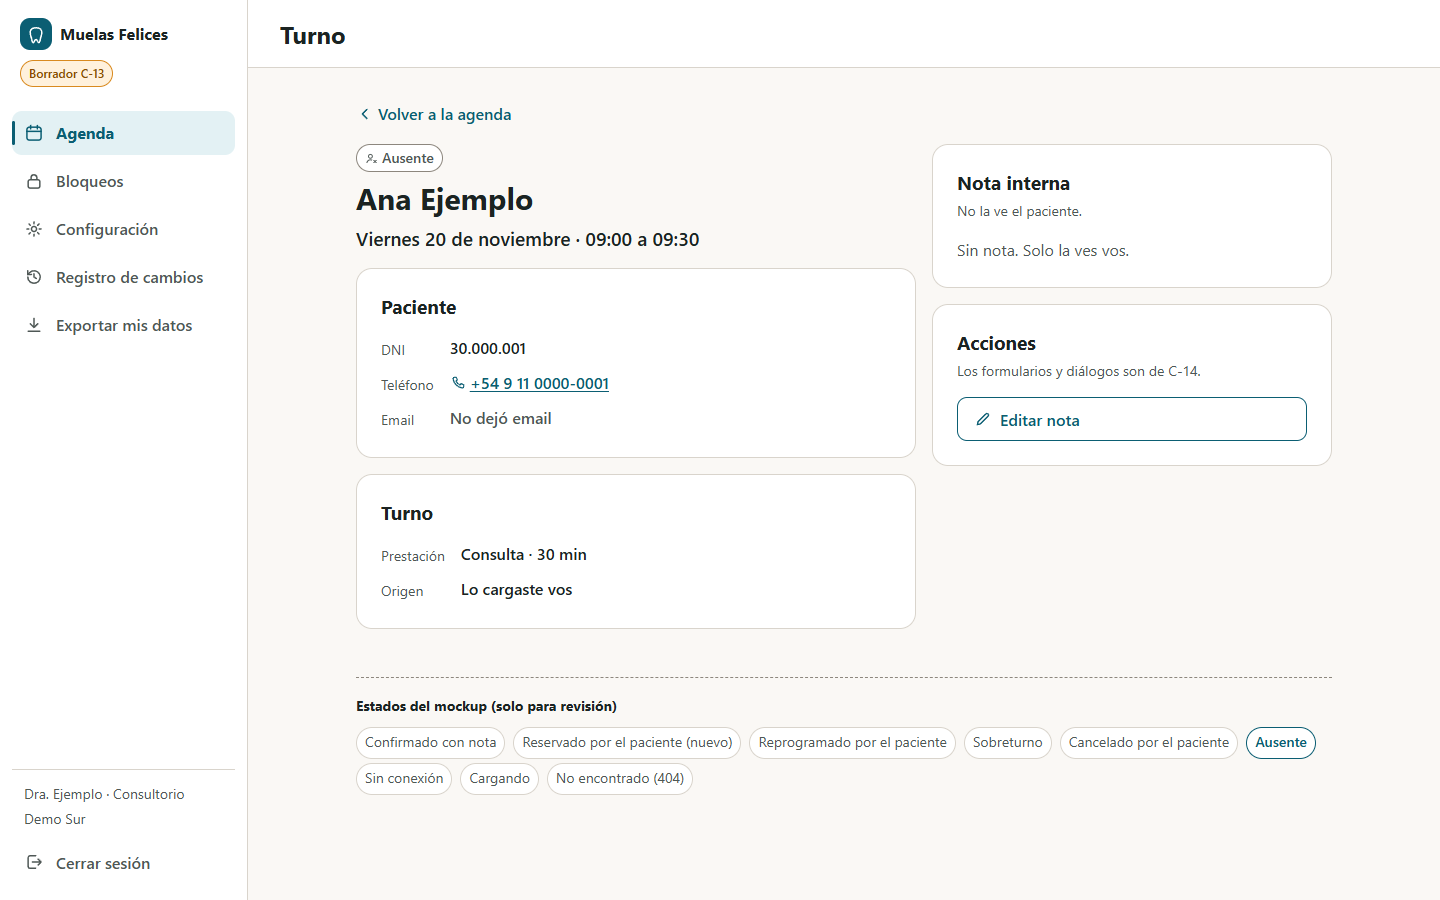 Muelas Felices
Borrador C-13
Agenda
Bloqueos
Configuración
Registro de cambios
Exportar mis datos
Dra. Ejemplo · Consultorio
Demo Sur
Cerrar sesión
Turno
Volver a la agenda
Ausente
Ana Ejemplo
Viernes 20 de noviembre · 09:00 a 09:30
Paciente
DNI 30.000.001
Teléfono +54 9 11 0000-0001
Email No dejó email
Turno
Prestación Consulta · 30 min
Origen Lo cargaste vos
Nota interna
No la ve el paciente.
Sin nota. Solo la ves vos.
Acciones
Los formularios y diálogos son de C-14.
Editar nota
Estados del mockup (solo para revisión)
Confirmado con nota Reservado por el paciente (nuevo) Reprogramado por el paciente Sobreturno Cancelado por el paciente Ausente
Sin conexión Cargando No encontrado (404)